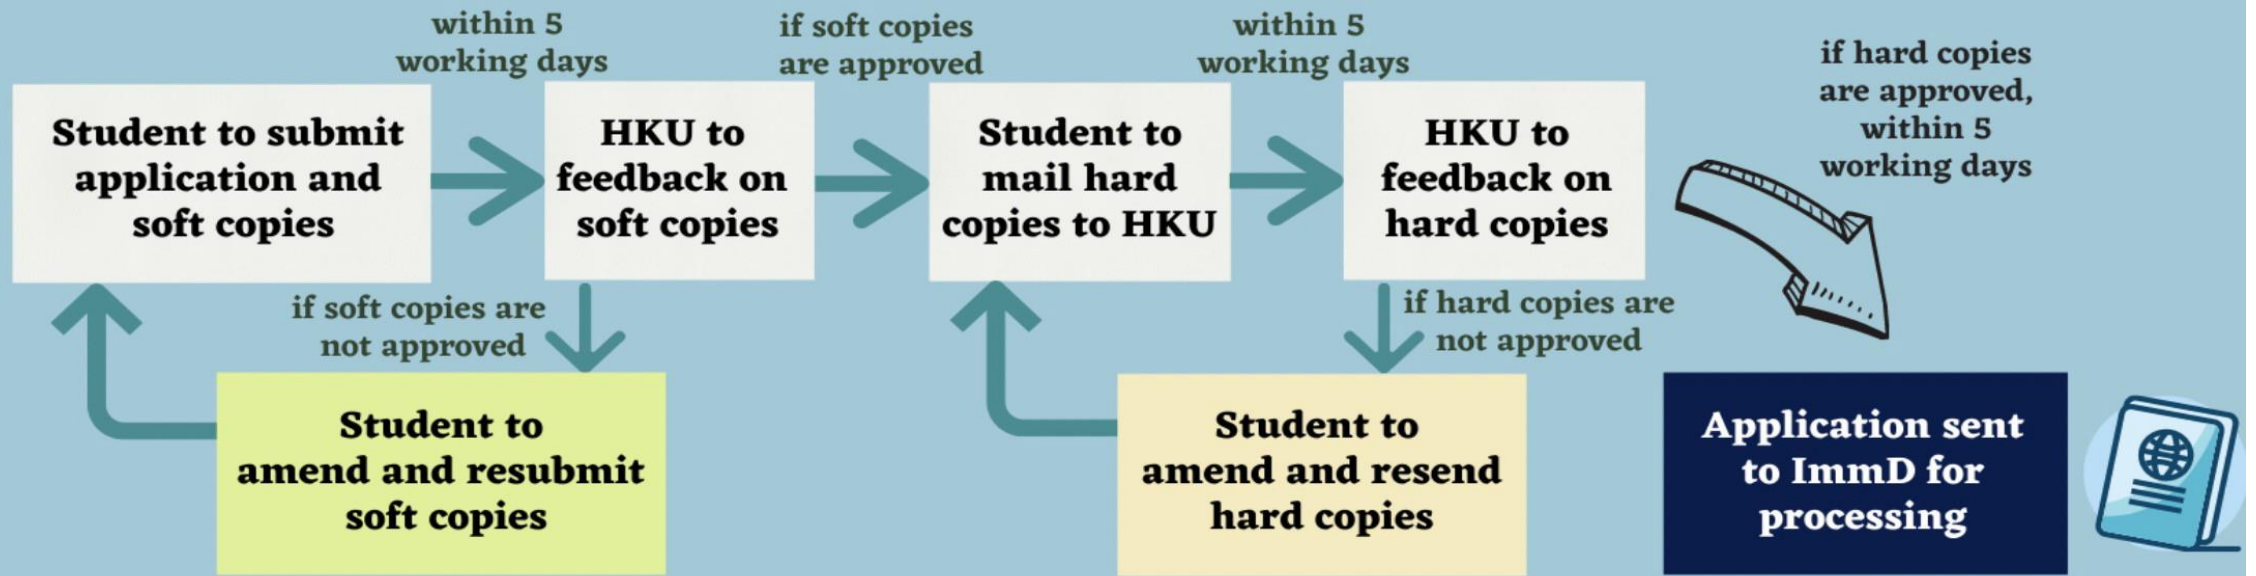 within 5
working days
if soft copies
are approved
within 5
working days
if hard copies
are approved,
within 5
working days
Student to submit
application and
soft copies
HKU to
feedback on
soft copies
Student to
mail hard
copies to HKU
HKU to
feedback on
hard copies
if soft copies are
not approved
if hard copies are
not approved
Student to
amend and resubmit
soft copies
Student to
amend and resend
hard copies
Application sent
to ImmD for
processing